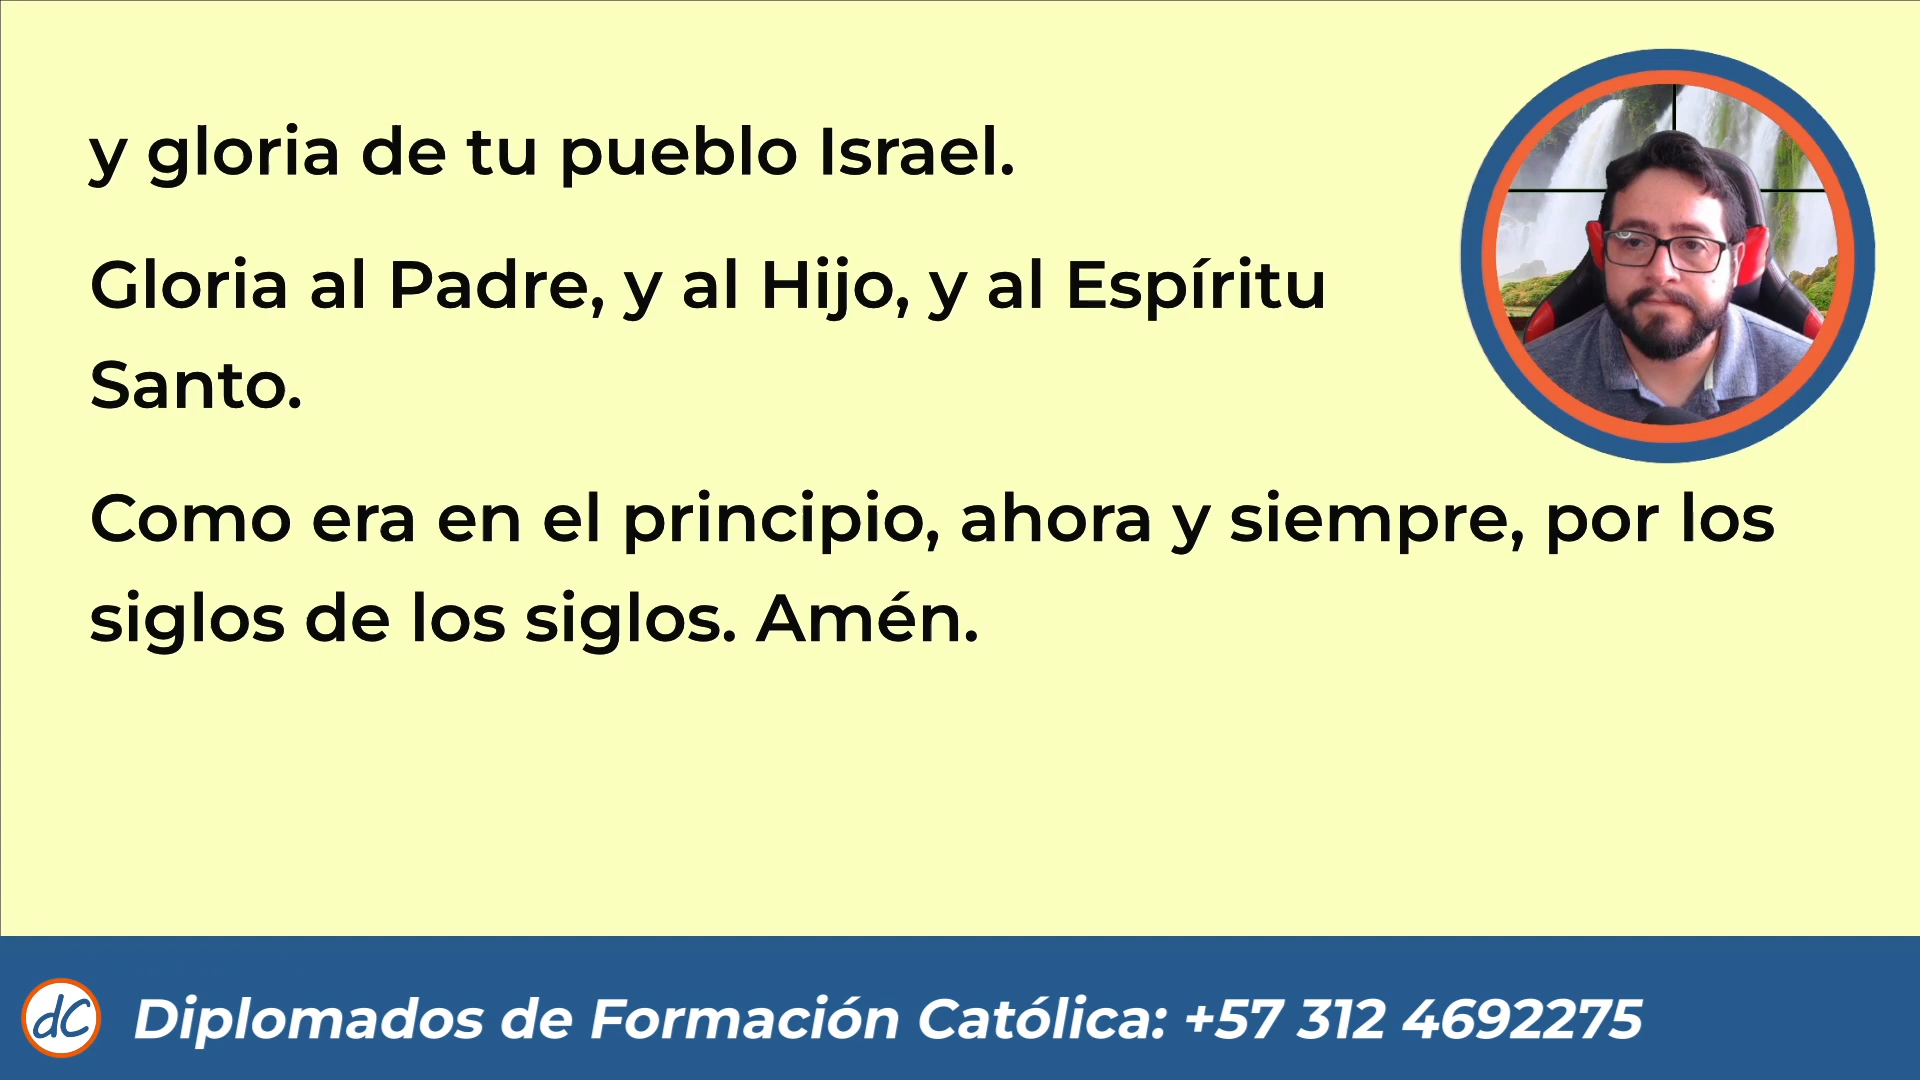 y gloria de tu pueblo Israel.
Gloria al Padre, y al Hijo, y al Espíritu
Santo.
Como era en el principio, ahora y siempre, por los
siglos de los siglos. Amén.
dC Diplomados de Formación Católica: +57 312 4692275